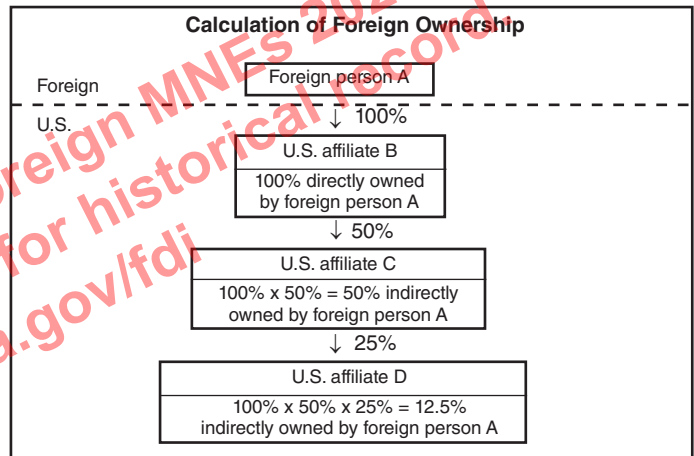 Calculation of Foreign Ownership
Foreign person A
Foreign
U.S.
↓ 100%
U.S. affiliate B
100% directly owned
by foreign person A
↓ 50%
U.S. affiliate C
100% x 50% = 50% indirectly
owned by foreign person A
↓ 25%
U.S. affiliate D
100% x 50% x 25% = 12.5%
indirectly owned by foreign person A
oreign MNEs 202
for historical record.
a.gov/fdi